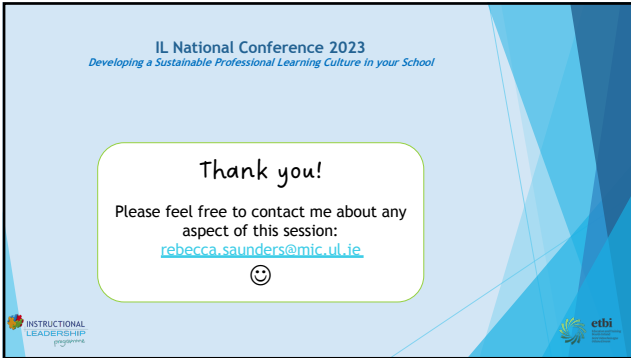 IL National Conference 2023
Developing a Sustainable Professional Learning Culture in your School
Thank you!
Please feel free to contact me about any
aspect of this session:
rebecca.saunders@mic.ul.ie
INSTRUCTIONAL
LEADERSHIP
programme
etbi